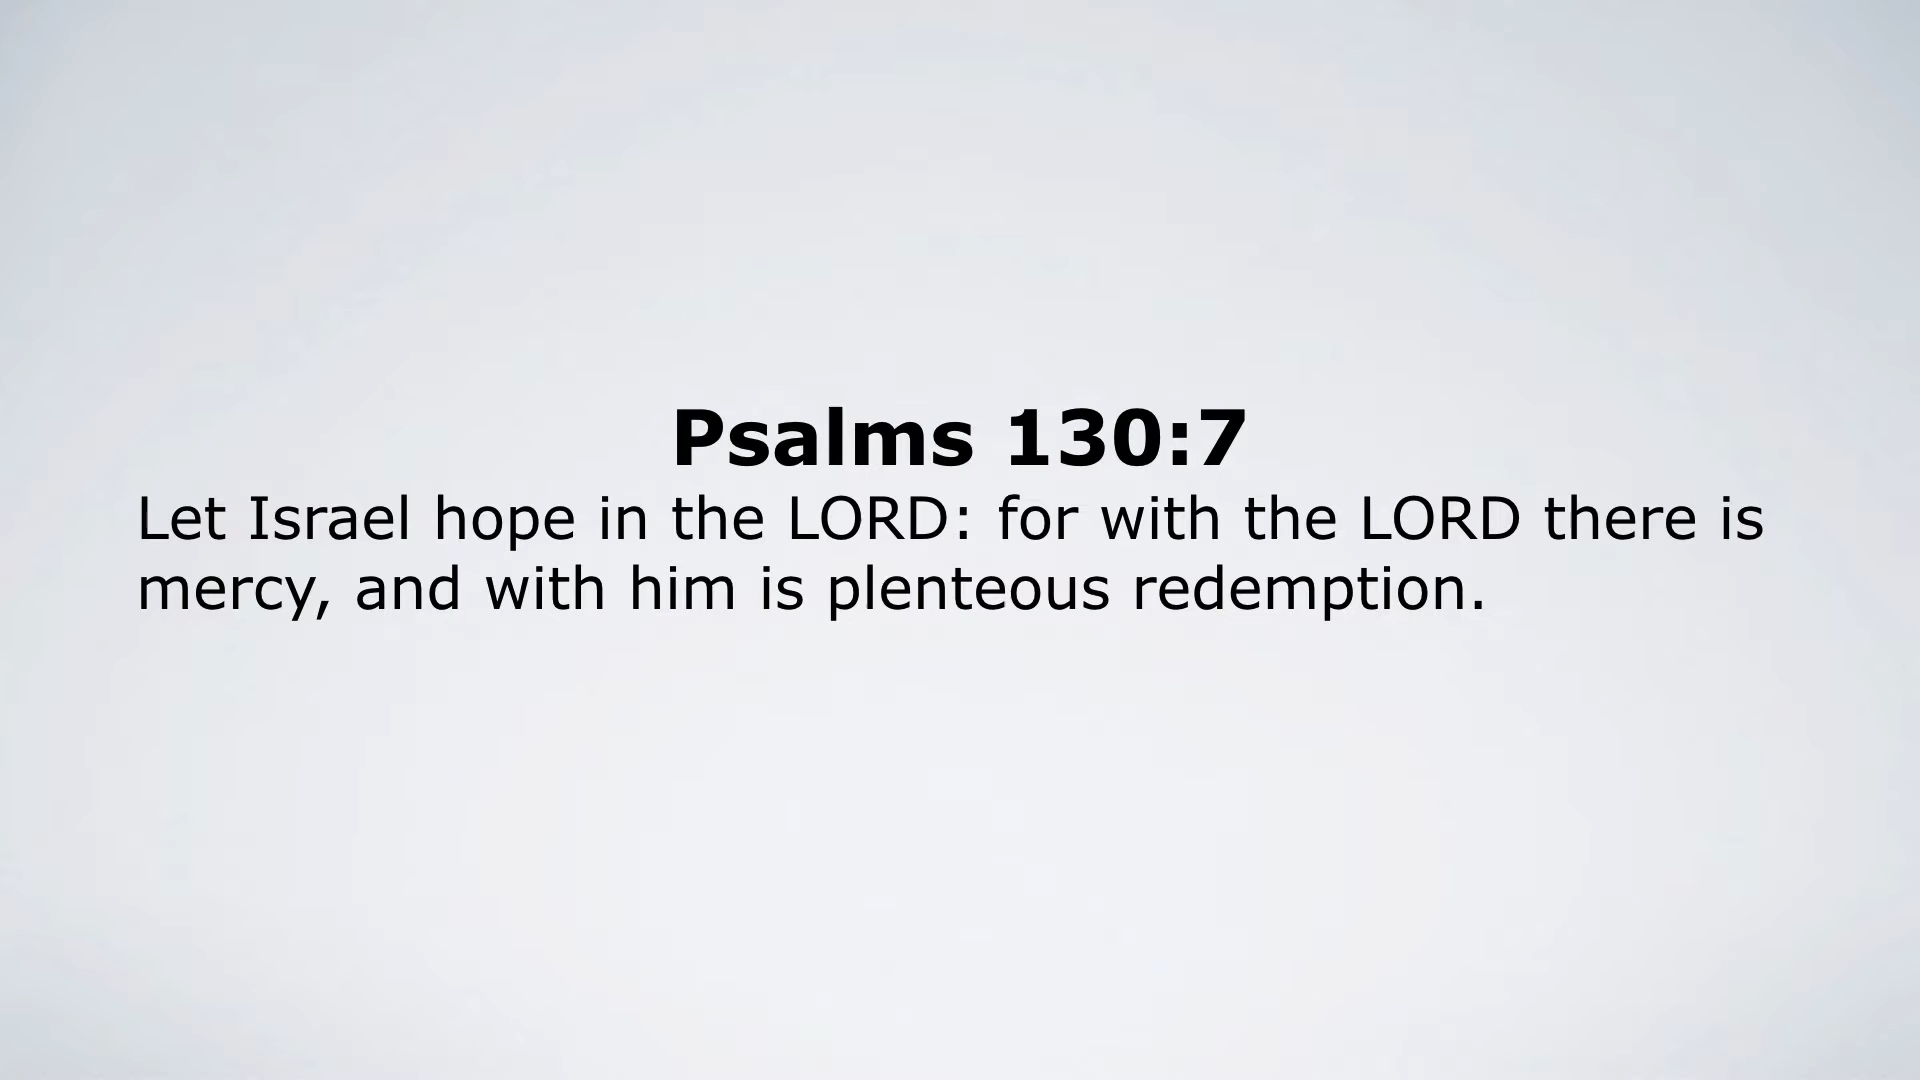 Psalms 130:7
Let Israel hope in the LORD: for with the LORD there is
mercy, and with him is plenteous redemption.